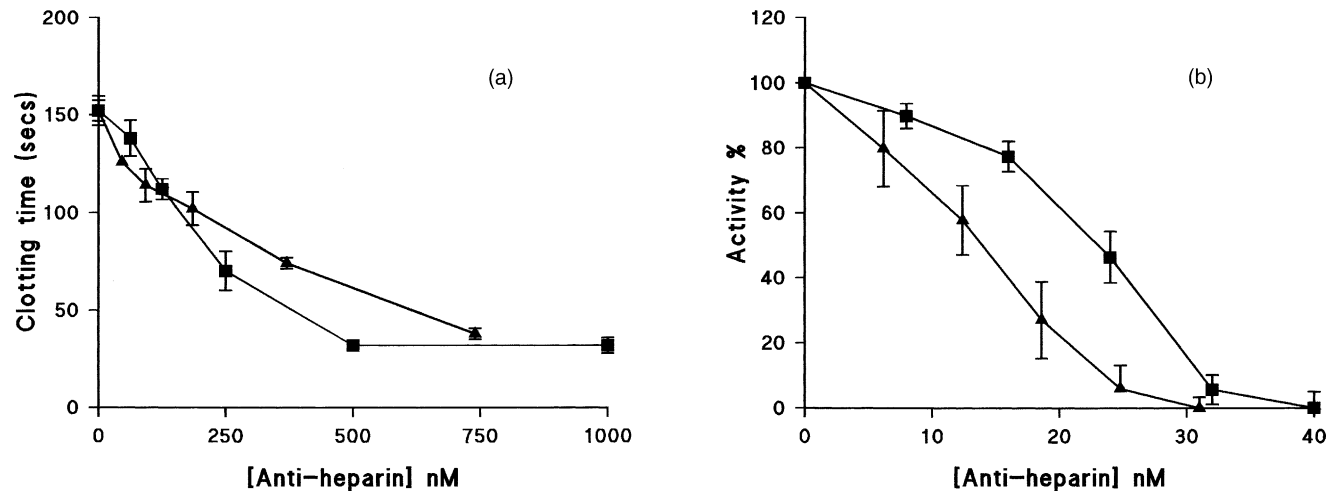 (a)
Clotting time (secs)
200
150
100
50
0
0 250 500 750 1000
[Anti-heparin] nM
(b)
Activity %
120
100
80
60
40
20
0
0 10 20 30 40
[Anti-heparin] nM